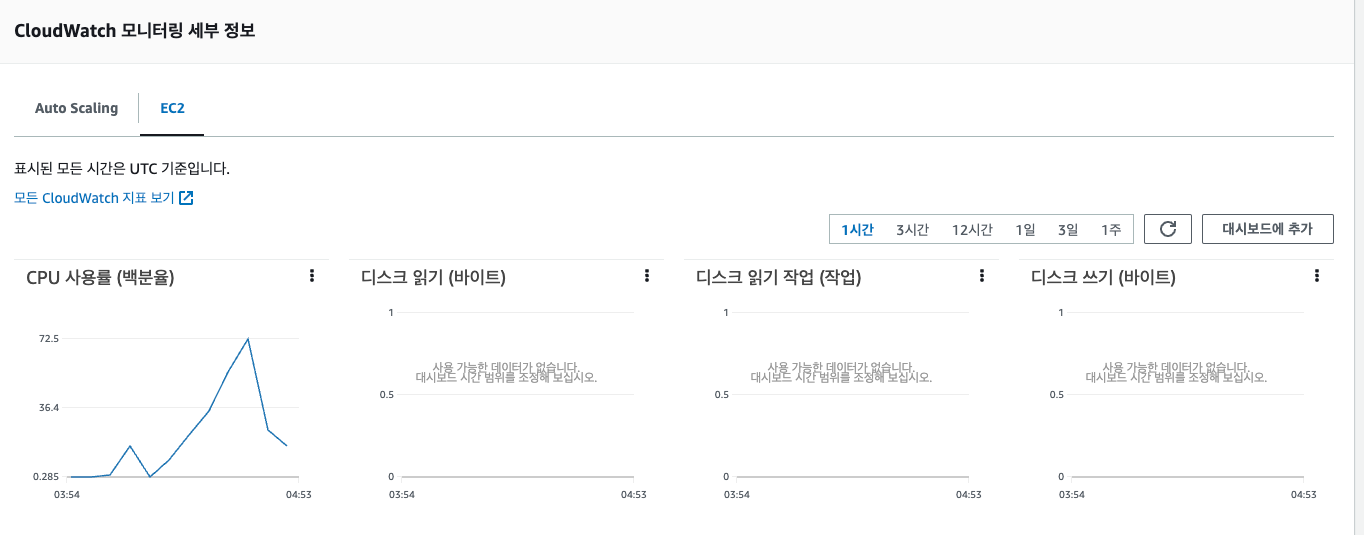 CloudWatch 모니터링 세부 정보
Auto Scaling
EC2
표시된 모든 시간은 UTC 기준입니다.
모든 CloudWatch 지표 보기
1시간 3시간 12시간 1일 3일 1주
대시보드에 추가
CPU 사용률 (백분율)
72.5
36.4
0.285
03:54 04:53
디스크 읽기 (바이트)
1
사용 가능한 데이터가 없습니다.
대시보드 시간 범위를 조정해 보십시오.
0.5
0
03:54 04:53
디스크 읽기 작업 (작업)
1
사용 가능한 데이터가 없습니다.
대시보드 시간 범위를 조정해 보십시오.
0.5
0
03:54 04:53
디스크 쓰기 (바이트)
1
사용 가능한 데이터가 없습니다.
대시보드 시간 범위를 조정해 보십시오.
0.5
0
03:54 04:53